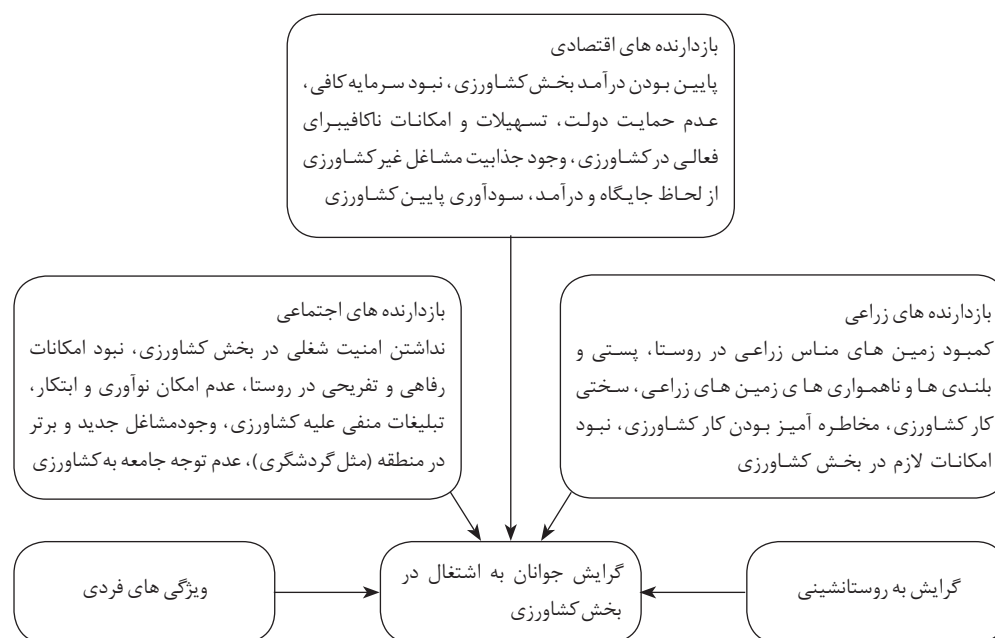 بازدارنده های اقتصادی
پایین بودن درآمد بخش کشاورزی، نبود سرمایه کافی،
عدم حمایت دولت، تسهیلات و امکانات ناکافیبرای
فعالی در کشاورزی، وجود جذابیت مشاغل غیر کشاورزی
از لحاظ جایگاه و درآمد، سودآوری پایین کشاورزی
بازدارنده های زراعی
کمبود زمین های مناس زراعی در روستا، پستی و
بلندی ها و ناهمواری ها ی زمین های زراعی، سختی
کار کشاورزی، مخاطره آمیز بودن کار کشاورزی، نبود
امکانات لازم در بخش کشاورزی
بازدارنده های اجتماعی
نداشتن امنیت شغلی در بخش کشاورزی، نبود امکانات
رفاهی و تفریحی در روستا، عدم امکان نوآوری و ابتکار،
تبلیغات منفی علیه کشاورزی، وجودمشاغل جدید و برتر
در منطقه (مثل گردشگری)، عدم توجه جامعه به کشاورزی
گرایش به روستانشینی
گرایش جوانان به اشتغال در
بخش کشاورزی
ویژگی های فردی